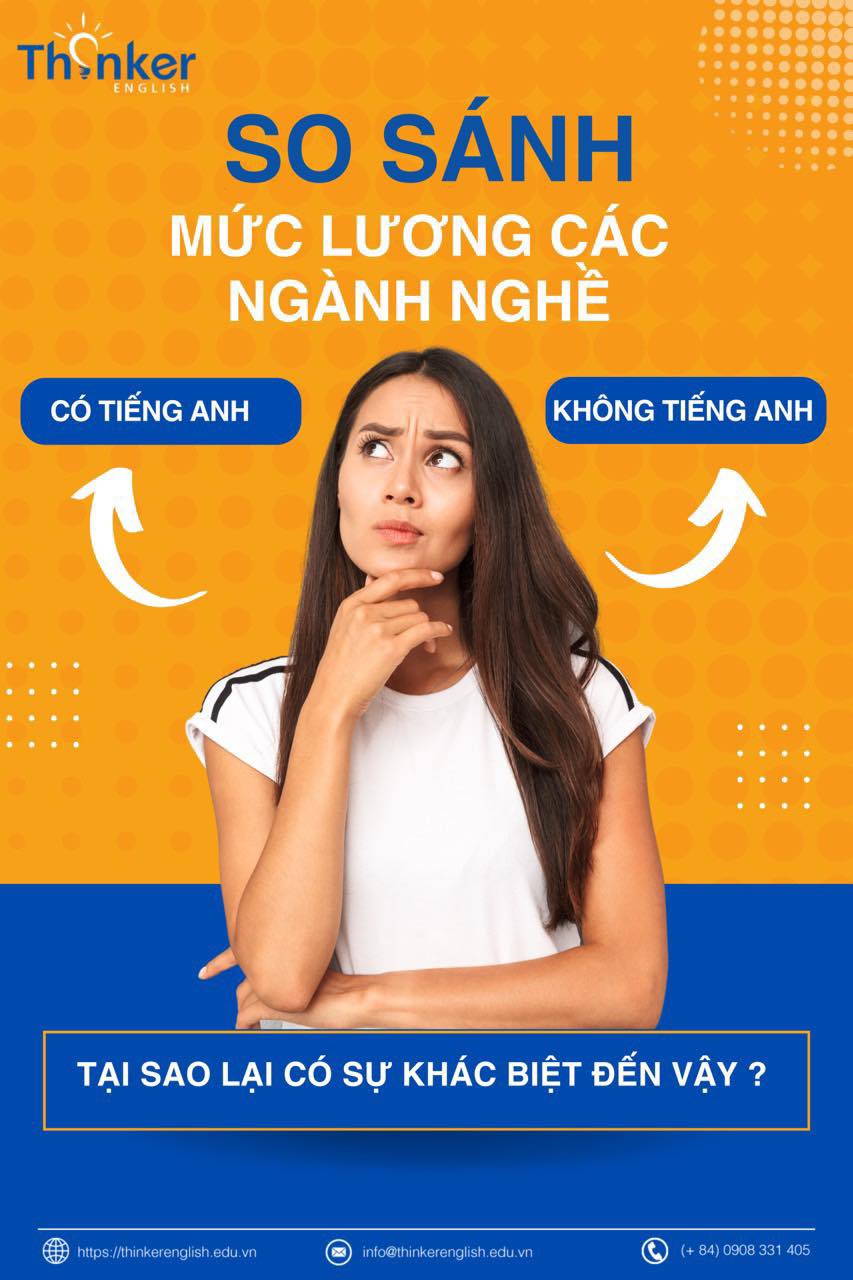 Thinker
ENGLISH
SO SÁNH
MỨC LƯƠNG CÁC
NGÀNH NGHỀ
CÓ TIẾNG ANH
KHÔNG TIẾNG ANH
TẠI SAO LẠI CÓ SỰ KHÁC BIỆT ĐẾN VẬY ?
https://thinkerenglish.edu.vn
info@thinkerenglish.edu.vn
(+ 84) 0908 331 405